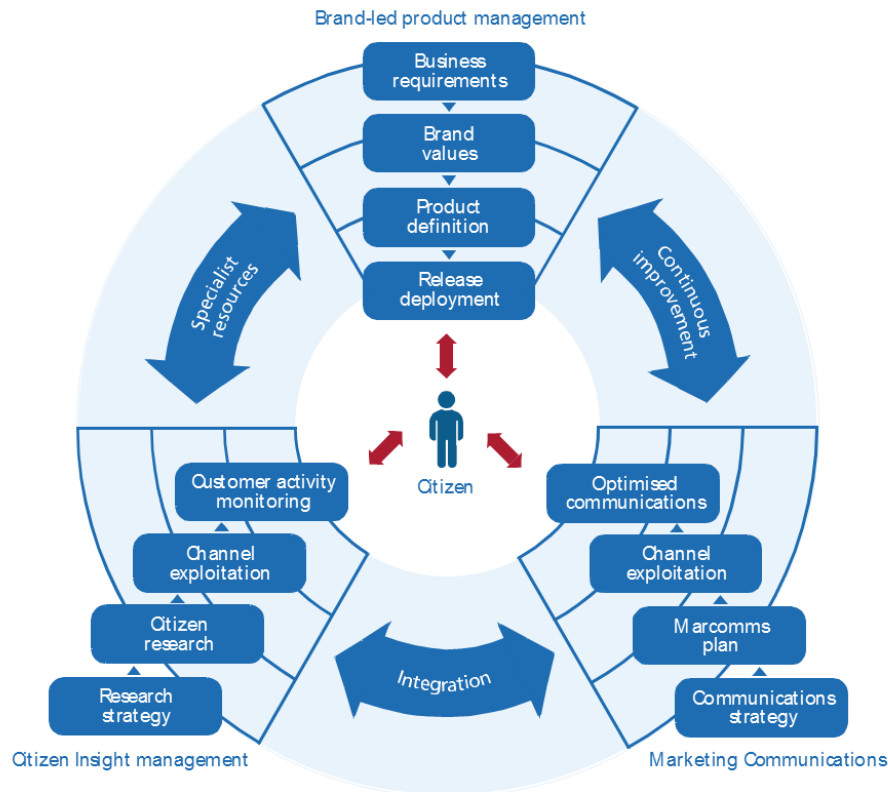 Brand-led product management
Business
requirements
Brand
values
Product
definition
Release
deployment
Specialist
resources
Continuous
improvement
Citizen
Customer activity
monitoring
Channel
exploitation
Citizen
research
Research
strategy
Citizen Insight management
Optimised
communications
Channel
exploitation
Marcomms
plan
Communications
strategy
Marketing Communications
Integration